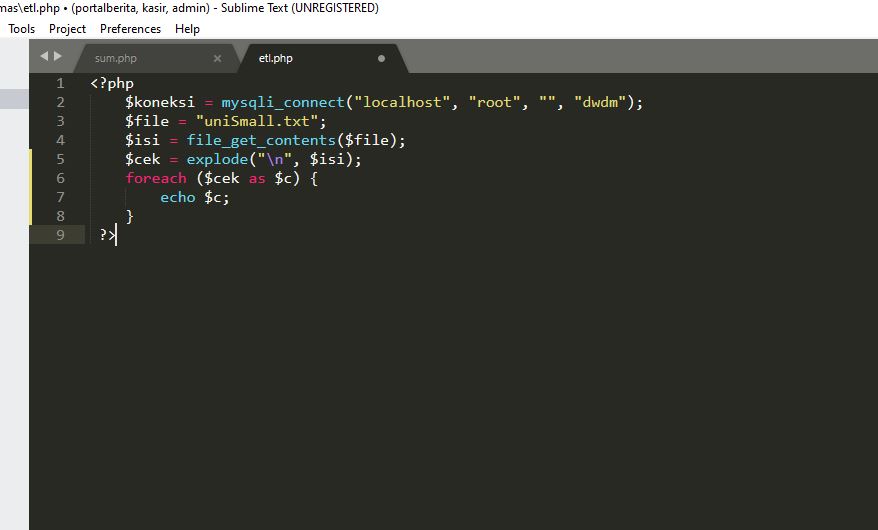 mas\etl.php • (portalberita, kasir, admin) - Sublime Text (UNREGISTERED)
Tools Project Preferences Help
sum.php × etl.php
1 <?php
2 $koneksi = mysqli_connect("localhost", "root", "", "dwdm");
3 $file = "uniSmall.txt";
4 $isi = file_get_contents($file);
5 $cek = explode("\n", $isi);
6 foreach ($cek as $c) {
7 echo $c;
8 }
9 ?>